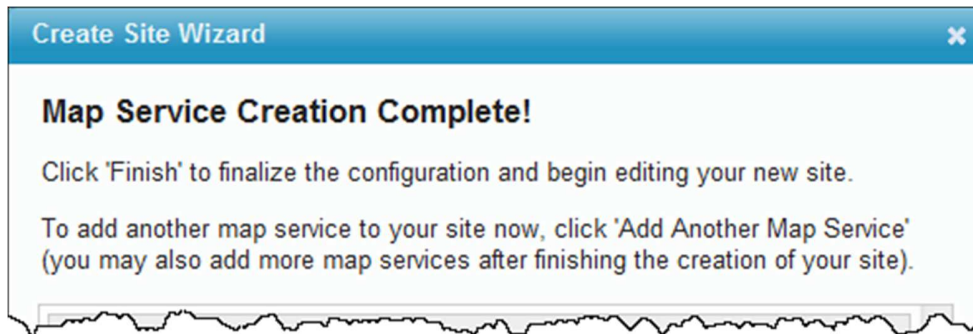 Create Site Wizard
Map Service Creation Complete!
Click 'Finish' to finalize the configuration and begin editing your new site.
To add another map service to your site now, click 'Add Another Map Service'
(you may also add more map services after finishing the creation of your site).